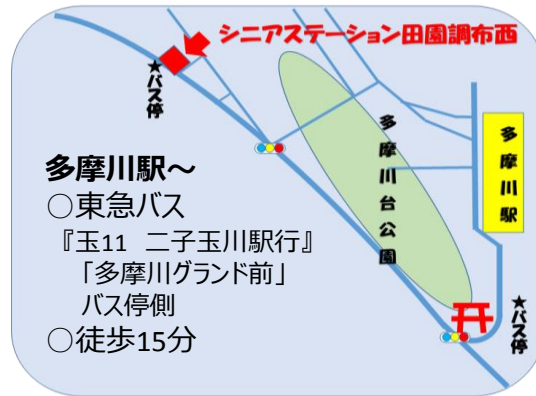 シニアステーション田園調布西
★バス停
多摩川台公園
多摩川駅
多摩川駅～
○東急バス
『玉11 二子玉川駅行』
「多摩川グランド前」
バス停側
○徒歩15分
★バス停